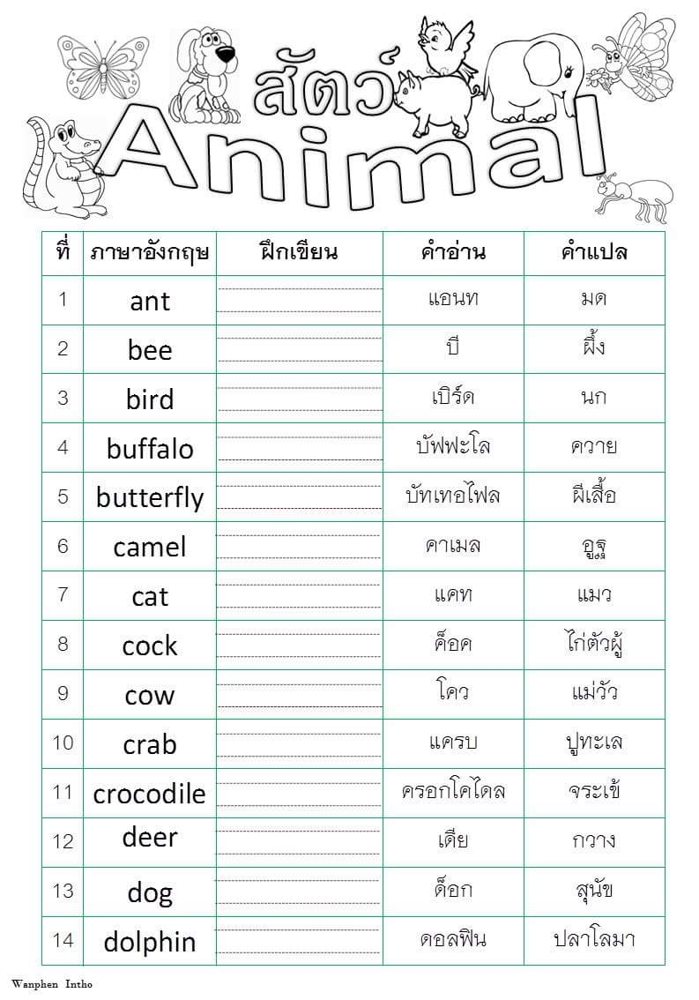 สัตว์
Animal
ที่ ภาษาอังกฤษ ฝึกเขียน คำอ่าน คำแปล
1 ant แอนท มด
2 bee บี ผึ้ง
3 bird เบิร์ด นก
4 buffalo บัฟฟะโล ควาย
5 butterfly บัทเทอไฟล ผีเสื้อ
6 camel คาเมล อูฐ
7 cat แคท แมว
8 cock ค็อค ไก่ตัวผู้
9 cow โคว แม่วัว
10 crab แครบ ปูทะเล
11 crocodile ครอกโคไดล จระเข้
12 deer เดีย กวาง
13 dog ด็อก สุนัข
14 dolphin ดอลฟิน ปลาโลมา
Wanphen Intho